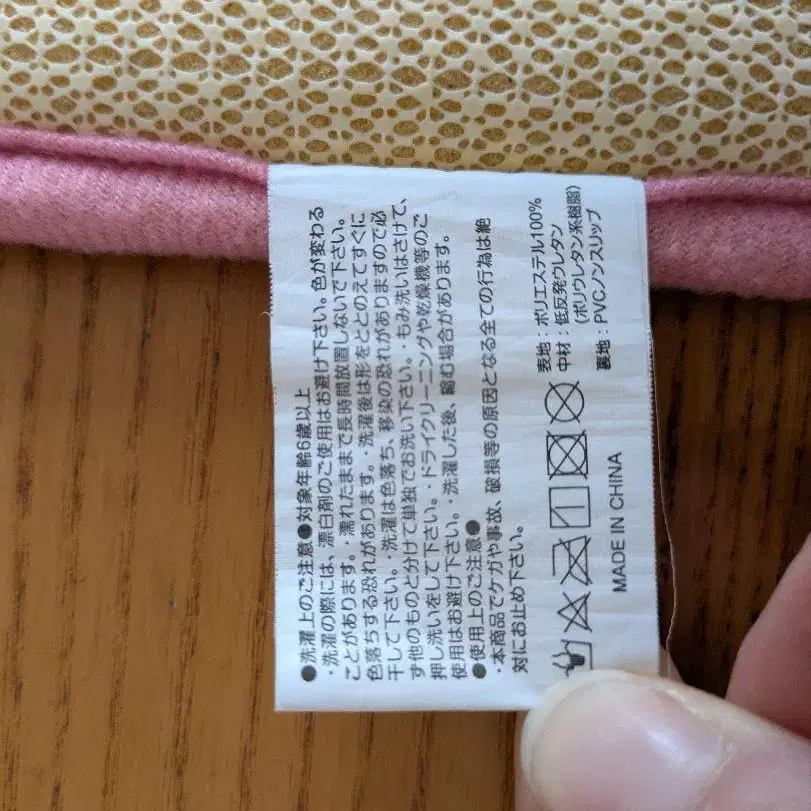 ●洗濯上のご注意●対象年齢6歳以上
・洗濯の際には、漂白剤のご使用はお避け下さい。色が変わる
ことがあります。・濡れたままで長時間放置しないで下さい。
色落ちする恐れがあります。・洗濯後は形をととのえてすぐに
干して下さい。・洗濯は色落ち、移染の恐れがありますので必
ず他のものと分けて単独でお洗い下さい。・もみ洗いはさけて、
押し洗いをして下さい。・ドライクリーニングや乾燥機等のご
使用はお避け下さい。・洗濯した後、縮む場合があります。
●使用上のご注意●
・本商品でケガや事故、破損等の原因となる全ての行為は絶
対にお止め下さい。
表地：ポリエステル100%
中材：低反発ウレタン
(ポリウレタン系樹脂)
裏地：PVCノンスリップ
MADE IN CHINA